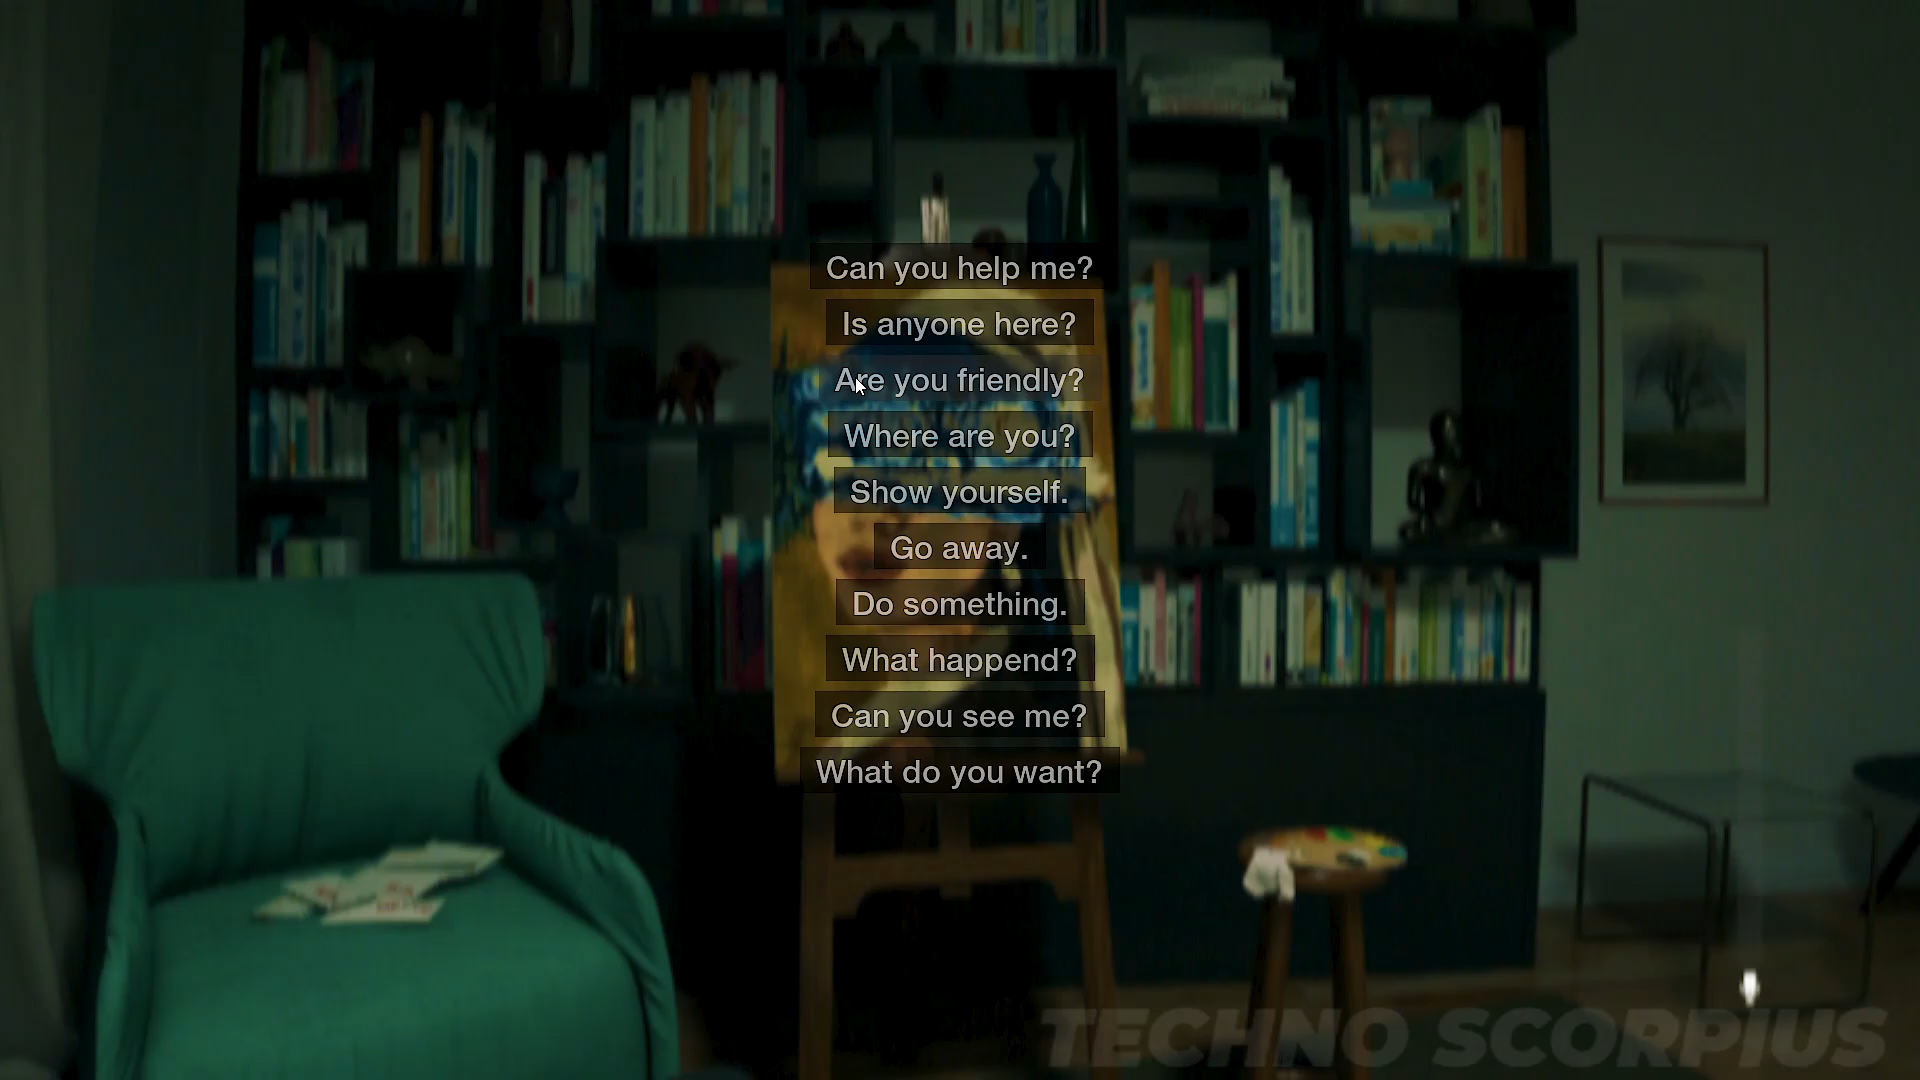 Can you help me?
Is anyone here?
Are you friendly?
Where are you?
Show yourself.
Go away.
Do something.
What happend?
Can you see me?
What do you want?
TECHNO SCORPIUS